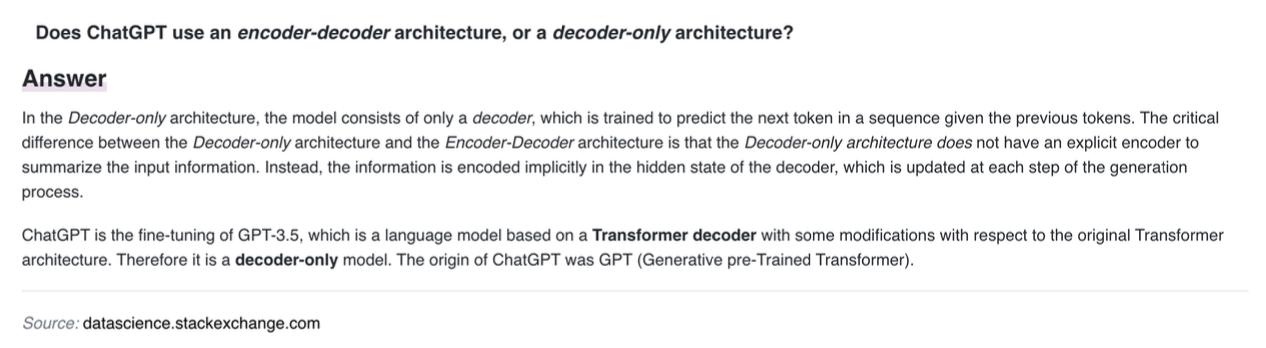 Does ChatGPT use an encoder-decoder architecture, or a decoder-only architecture?
Answer
In the Decoder-only architecture, the model consists of only a decoder, which is trained to predict the next token in a sequence given the previous tokens. The critical
difference between the Decoder-only architecture and the Encoder-Decoder architecture is that the Decoder-only architecture does not have an explicit encoder to
summarize the input information. Instead, the information is encoded implicitly in the hidden state of the decoder, which is updated at each step of the generation
process.
ChatGPT is the fine-tuning of GPT-3.5, which is a language model based on a Transformer decoder with some modifications with respect to the original Transformer
architecture. Therefore it is a decoder-only model. The origin of ChatGPT was GPT (Generative pre-Trained Transformer).
Source: datascience.stackexchange.com